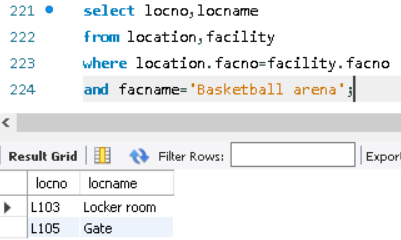 221 select locno,locname
222 from location,facility
223 where location.facno=facility.facno
224 and facname='Basketball arena';
Result Grid Filter Rows: Export
locno locname
L103 Locker room
L105 Gate